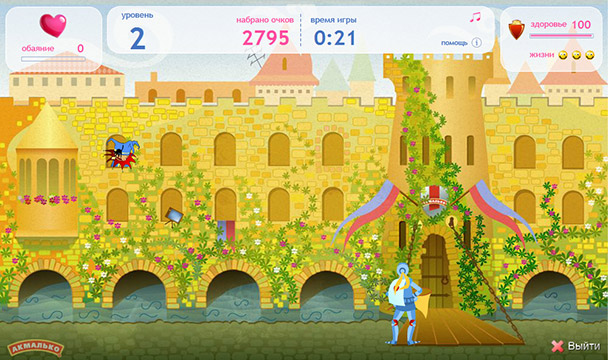 обаяние 0
уровень
2
набрано очков
2795
время игры
0:21
помощь i
здоровье 100
жизни
АКМАЛЬКО
Выйти